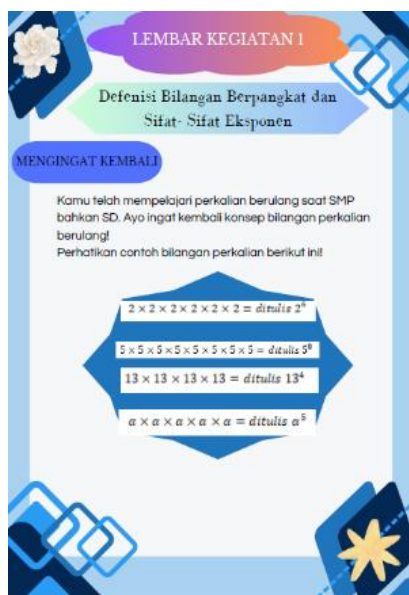 LEMBAR KEGIATAN 1
Defenisi Bilangan Berpangkat dan
Sifat- Sifat Eksponen
MENGINGAT KEMBALI
Kamu telah mempelajari perkalian berulang saat SMP
bahkan SD. Ayo ingat kembali konsep bilangan perkalian
berulang!
Perhatikan contoh bilangan perkalian berikut ini!
2 × 2 × 2 × 2 × 2 × 2 = ditulis 2⁶
5 × 5 × 5 × 5 × 5 × 5 × 5 × 5 = ditulis 5⁸
13 × 13 × 13 × 13 = ditulis 13⁴
a × a × a × a × a = ditulis a⁵